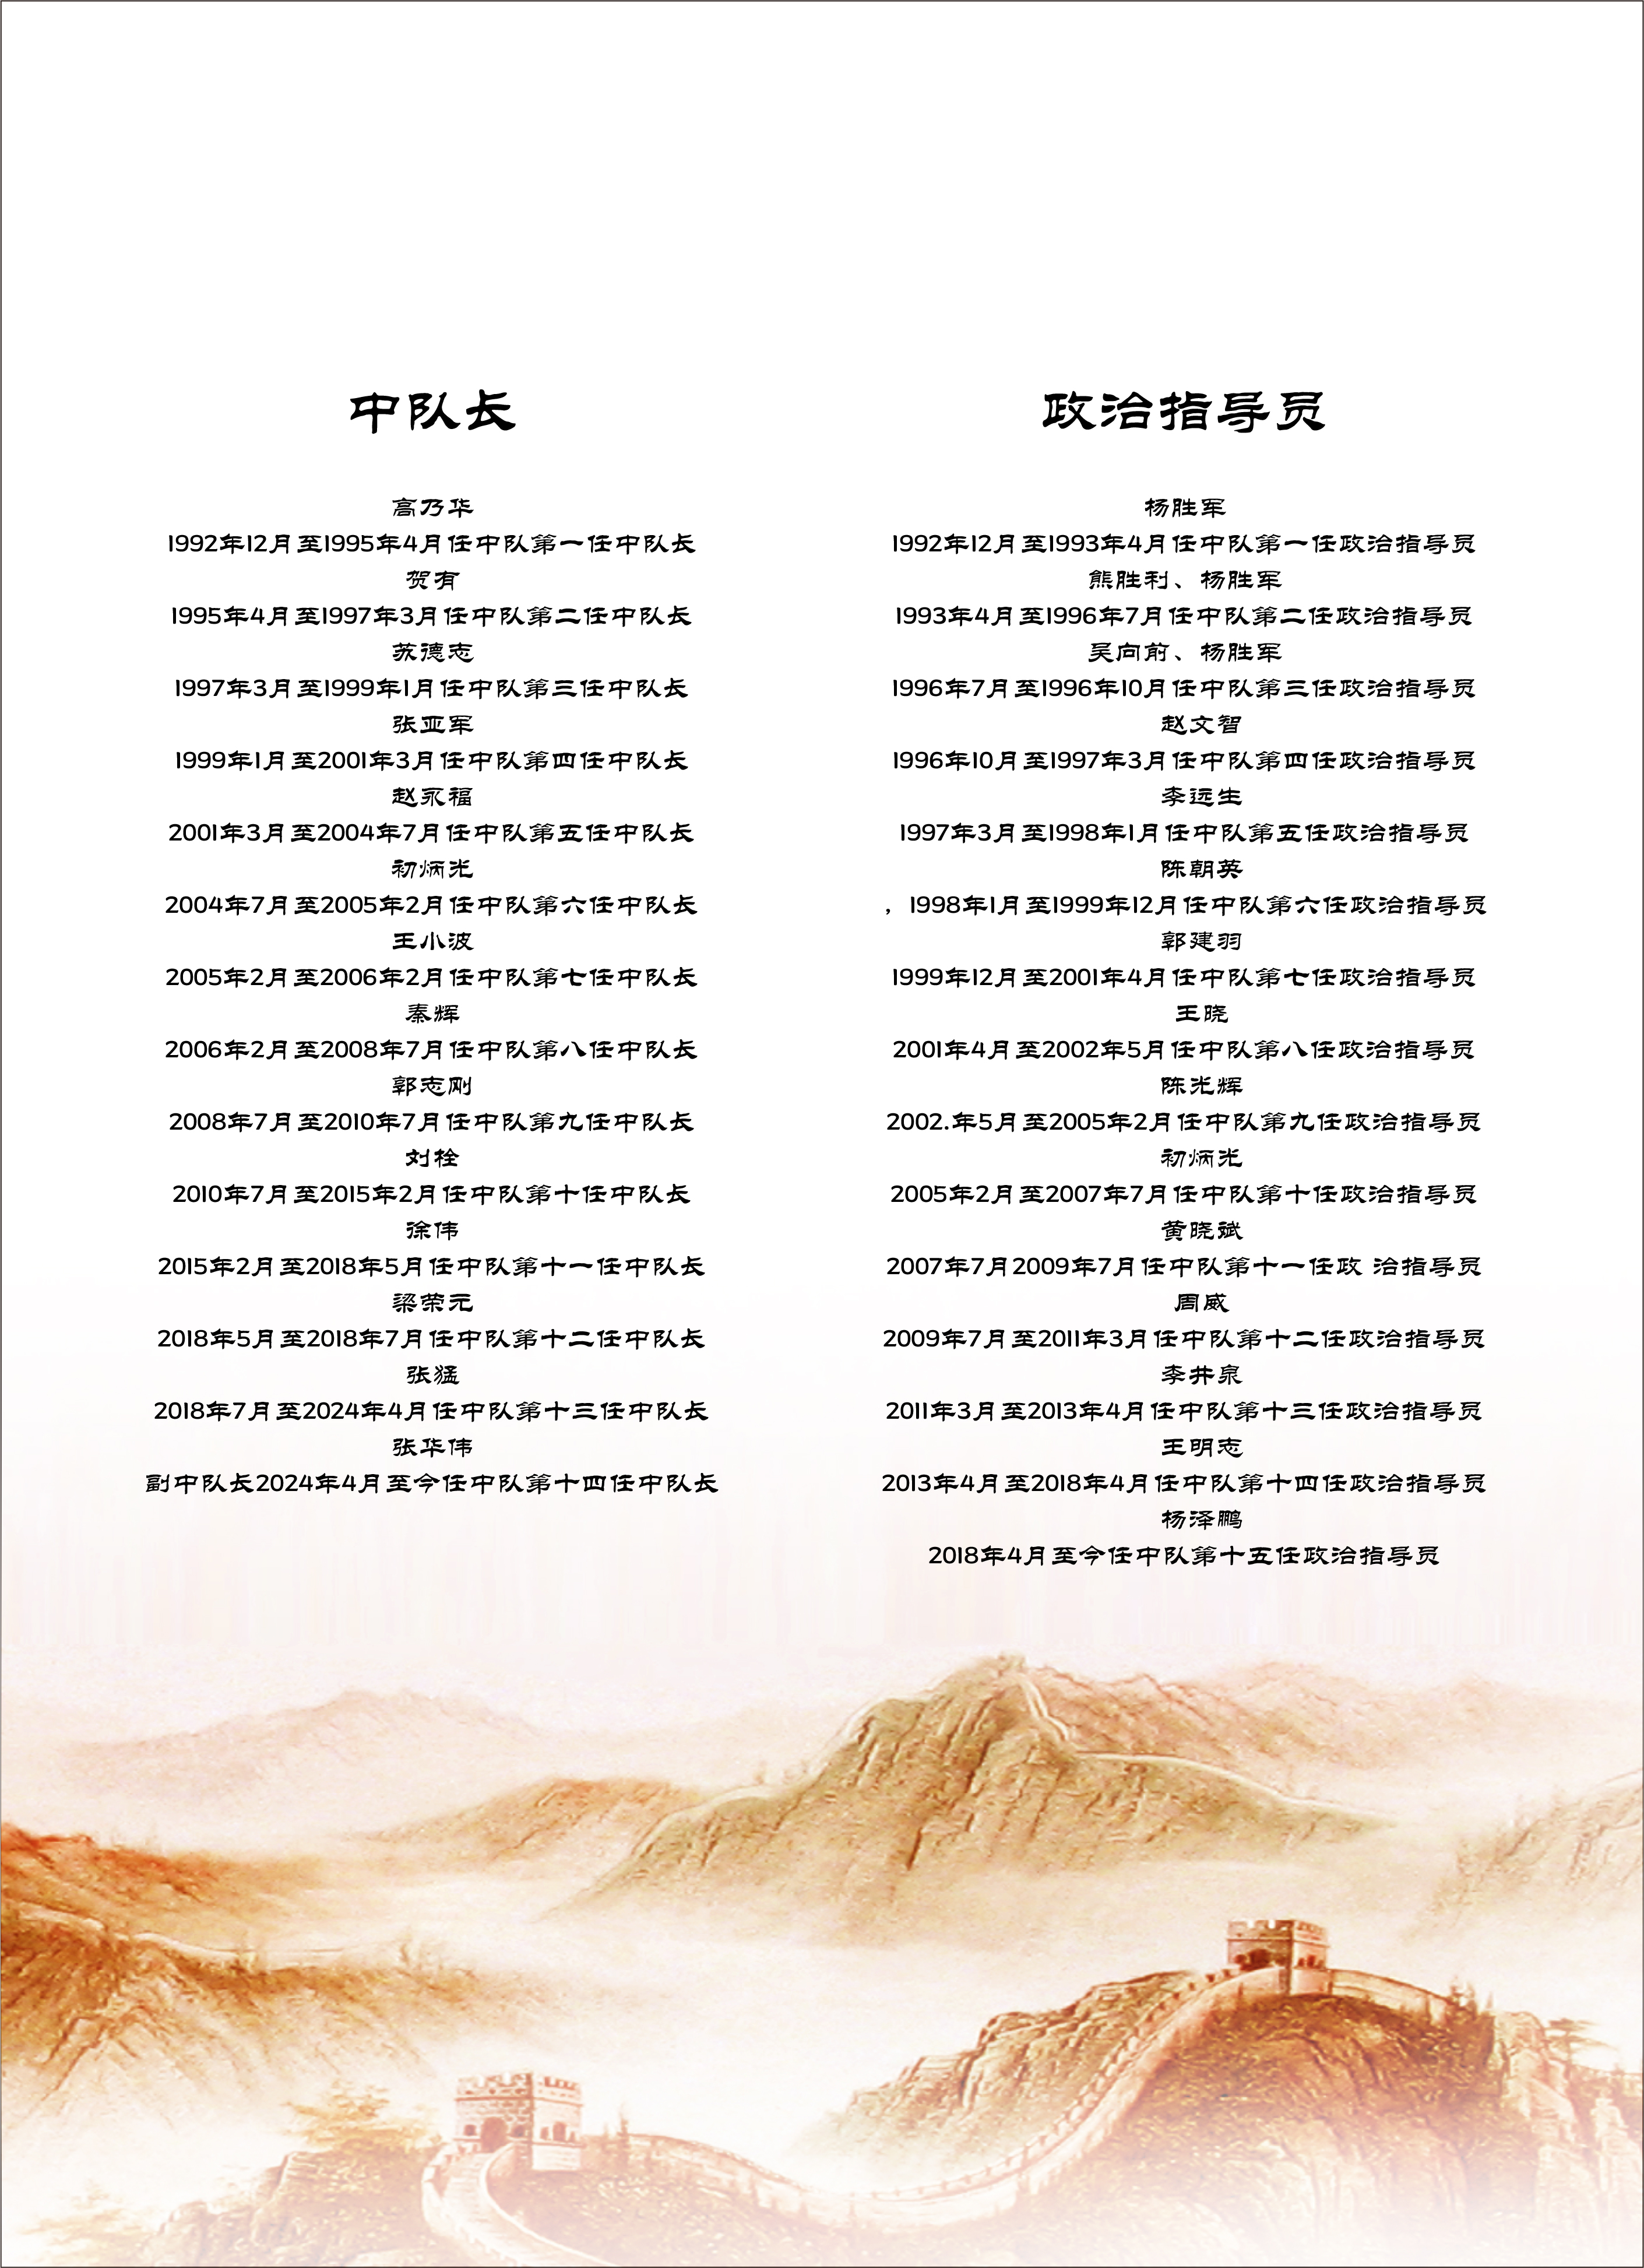 中队长
高乃华
1992年12月至1995年4月任中队第一任中队长
贺有
1995年4月至1997年3月任中队第二任中队长
苏德志
1997年3月至1999年1月任中队第三任中队长
张亚军
1999年1月至2001年3月任中队第四任中队长
赵永福
2001年3月至2004年7月任中队第五任中队长
初炳光
2004年7月至2005年2月任中队第六任中队长
王小波
2005年2月至2006年2月任中队第七任中队长
秦辉
2006年2月至2008年7月任中队第八任中队长
郭志刚
2008年7月至2010年7月任中队第九任中队长
刘栓
2010年7月至2015年2月任中队第十任中队长
徐伟
2015年2月至2018年5月任中队第十一任中队长
梁荣元
2018年5月至2018年7月任中队第十二任中队长
张猛
2018年7月至2024年4月任中队第十三任中队长
张华伟
副中队长2024年4月至今任中队第十四任中队长
政治指导员
杨胜军
1992年12月至1993年4月任中队第一任政治指导员
熊胜利、杨胜军
1993年4月至1996年7月任中队第二任政治指导员
吴向前、杨胜军
1996年7月至1996年10月任中队第三任政治指导员
赵文智
1996年10月至1997年3月任中队第四任政治指导员
李远生
1997年3月至1998年1月任中队第五任政治指导员
陈朝英
，1998年1月至1999年12月任中队第六任政治指导员
郭建羽
1999年12月至2001年4月任中队第七任政治指导员
王晓
2001年4月至2002年5月任中队第八任政治指导员
陈光辉
2002.年5月至2005年2月任中队第九任政治指导员
初炳光
2005年2月至2007年7月任中队第十任政治指导员
黄晓斌
2007年7月2009年7月任中队第十一任政 治指导员
周威
2009年7月至2011年3月任中队第十二任政治指导员
李井泉
2011年3月至2013年4月任中队第十三任政治指导员
王明志
2013年4月至2018年4月任中队第十四任政治指导员
杨泽鹏
2018年4月至今任中队第十五任政治指导员